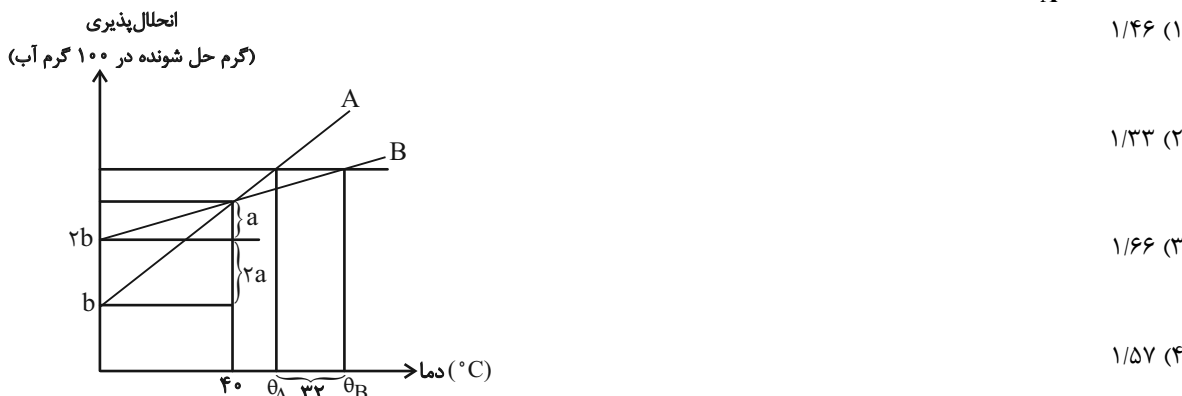 A
۱/۴۶ (۱
۱/۳۳ (۲
۱/۶۶ (۳
۱/۵۷ (۴
انحلال‌پذیری
(گرم حل شونده در ۱۰۰ گرم آب)
A
B
a
۲b
۲a
b
دما (°C)
۴۰ θA ۳۲ θB